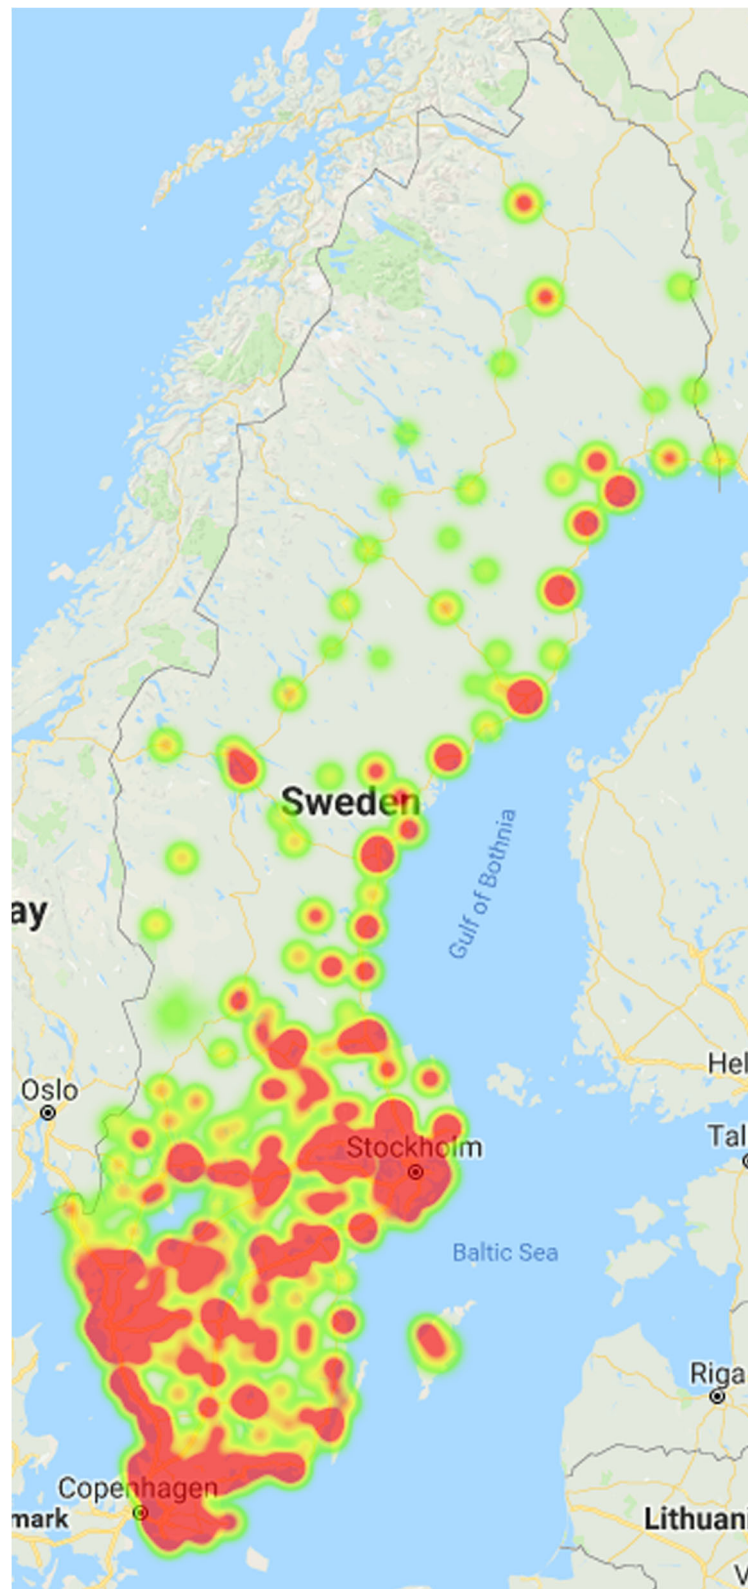 Sweden
Gulf of Bothnia
ay
Oslo
Hel
Tal
Stockholm
Baltic Sea
Riga
Copenhagen
mark
Lithuani
V